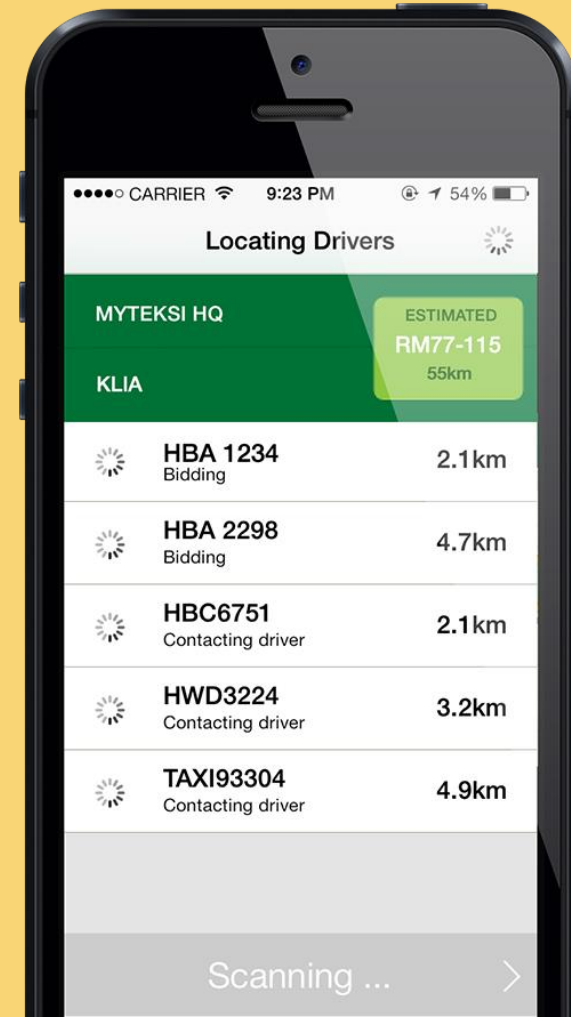 CARRIER 9:23 PM 54%
Locating Drivers
MYTEKSI HQ
ESTIMATED
RM77-115
55km
KLIA
HBA 1234
Bidding
2.1km
HBA 2298
Bidding
4.7km
HBC6751
Contacting driver
2.1km
HWD3224
Contacting driver
3.2km
TAXI93304
Contacting driver
4.9km
Scanning ...